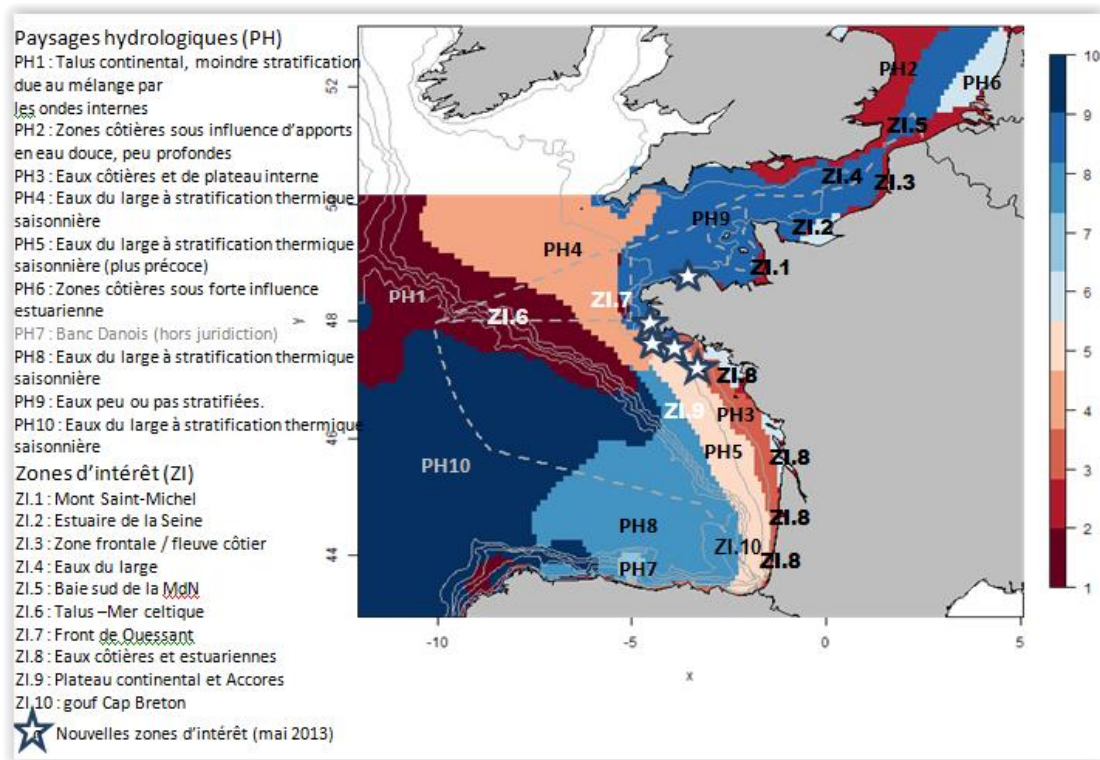 Paysages hydrologiques (PH)
PH1 : Talus continental, moindre stratification
due au mélange par
les ondes internes
PH2 : Zones côtières sous influence d'apports
en eau douce, peu profondes
PH3 : Eaux côtières et de plateau interne
PH4 : Eaux du large à stratification thermique
saisonnière
PH5 : Eaux du large à stratification thermique
saisonnière (plus précoce)
PH6 : Zones côtières sous forte influence
estuarienne
PH7 : Banc Danois (hors juridiction)
PH8 : Eaux du large à stratification thermique
saisonnière
PH9 : Eaux peu ou pas stratifiées.
PH10 : Eaux du large à stratification thermique
saisonnière
Zones d'intérêt (ZI)
ZI.1 : Mont Saint-Michel
ZI.2 : Estuaire de la Seine
ZI.3 : Zone frontale / fleuve côtier
ZI.4 : Eaux du large
ZI.5 : Baie sud de la MdN
ZI.6 : Talus –Mer celtique
ZI.7 : Front de Ouessant
ZI.8 : Eaux côtières et estuariennes
ZI.9 : Plateau continental et Accores
ZI.10 : gouf Cap Breton
Nouvelles zones d'intérêt (mai 2013)
PH2
PH6
ZI.5
ZI.4
ZI.3
PH9
ZI.2
PH4
ZI.1
PH1
ZI.7
ZI.6
ZI.8
ZI.9
PH3
PH5
PH10
ZI.8
PH8
ZI.8
ZI.10
ZI.8
PH7
52
50
48
46
44
y
-10
-5
0
5
x
10
9
8
7
6
5
4
3
2
1